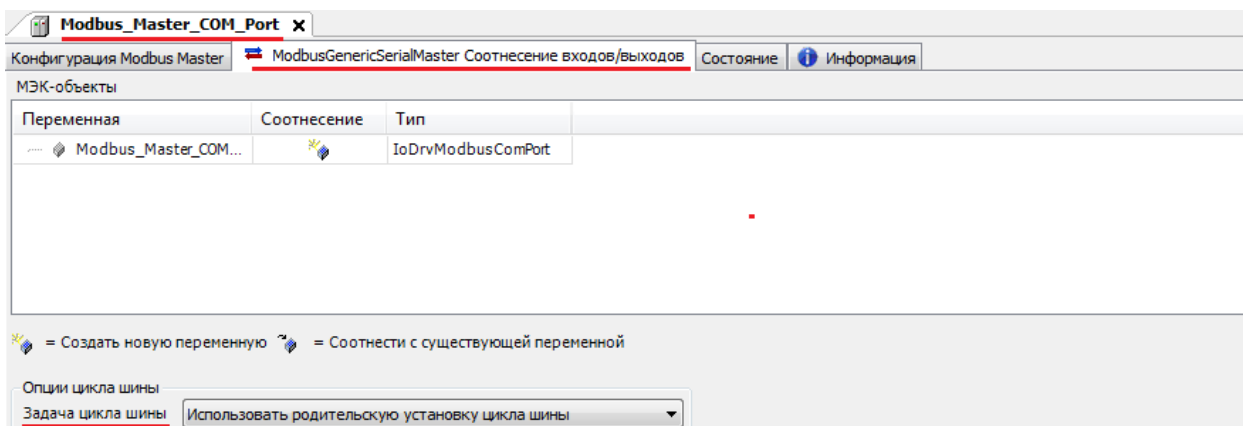 Modbus_Master_COM_Port
Конфигурация Modbus Master ModbusGenericSerialMaster Соотнесение входов/выходов Состояние Информация
МЭК-объекты
Переменная Соотнесение Тип
Modbus_Master_COM... IoDrvModbusComPort
= Создать новую переменную = Соотнести с существующей переменной
Опции цикла шины
Задача цикла шины Использовать родительскую установку цикла шины